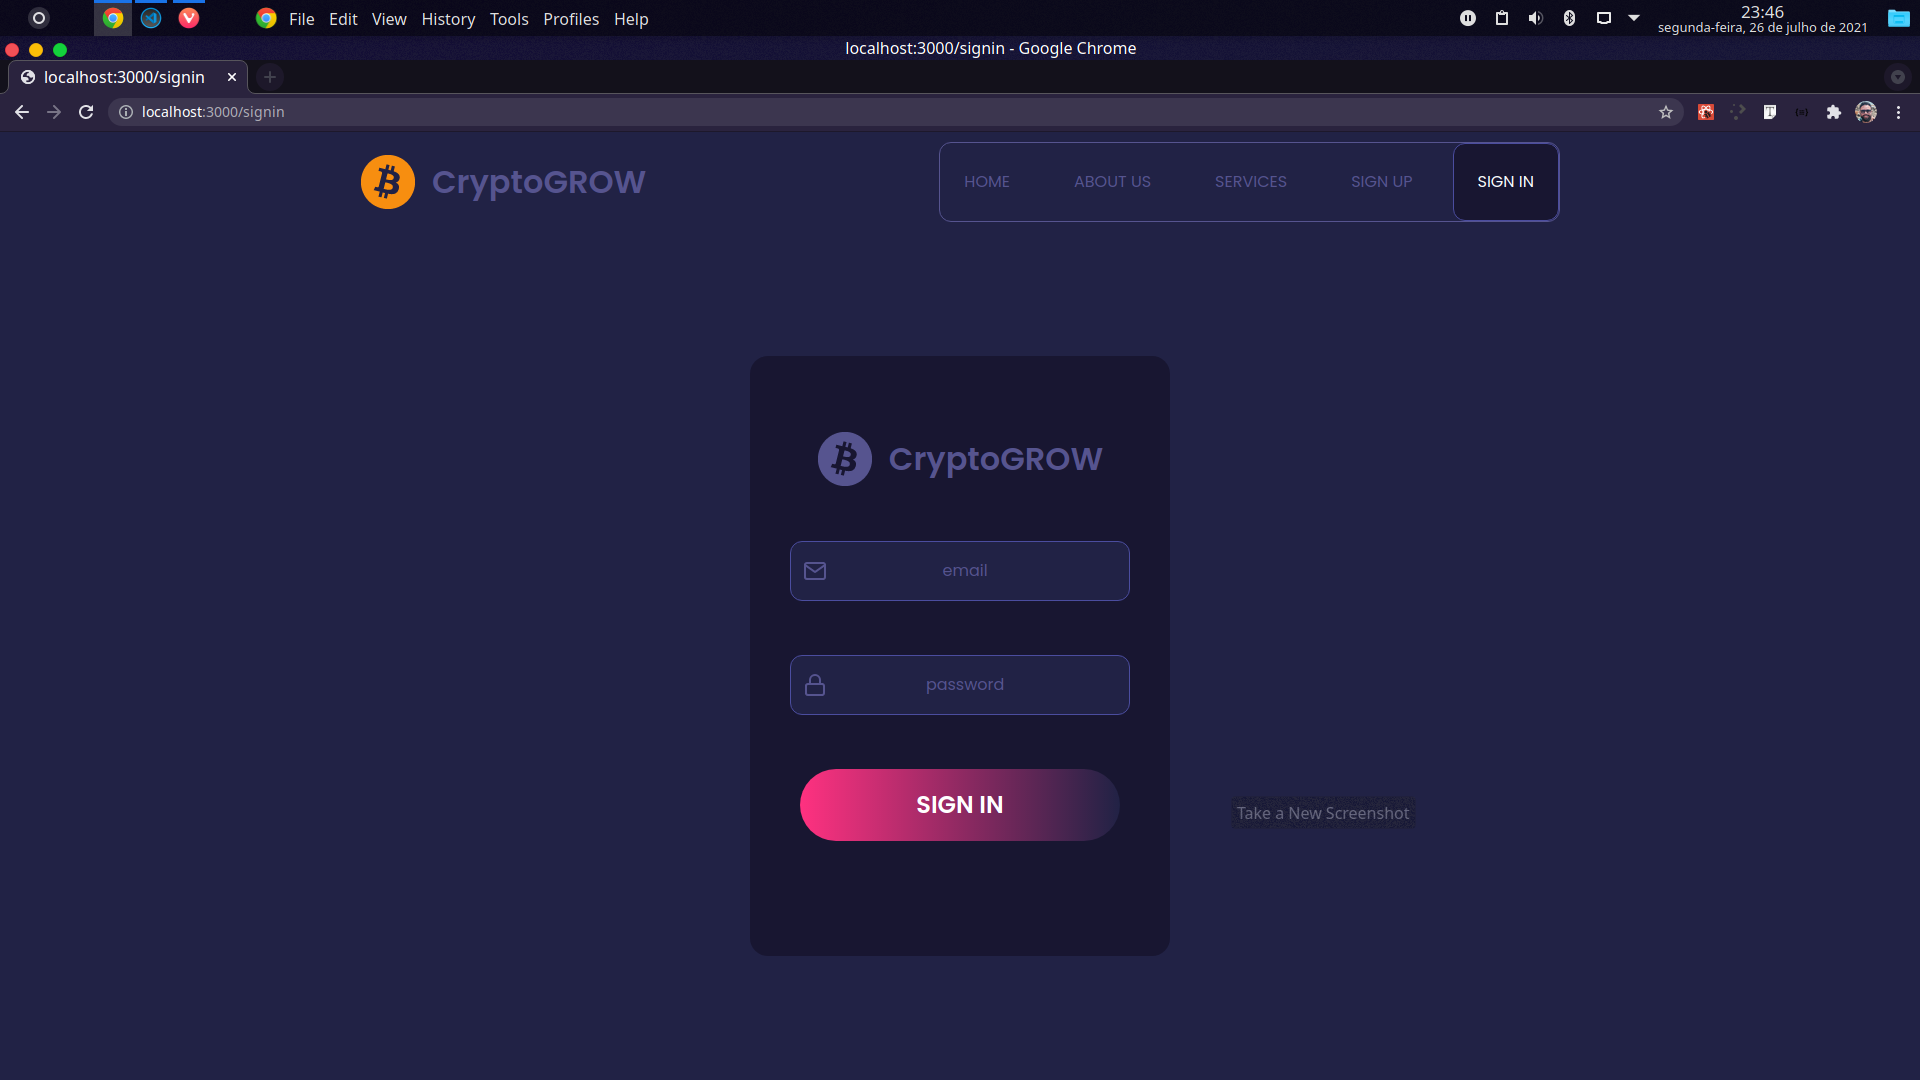 File Edit View History Tools Profiles Help
23:46
segunda-feira, 26 de julho de 2021
localhost:3000/signin - Google Chrome
localhost:3000/signin
localhost:3000/signin
CryptoGROW
HOME ABOUT US SERVICES SIGN UP SIGN IN
CryptoGROW
email
password
SIGN IN
Take a New Screenshot